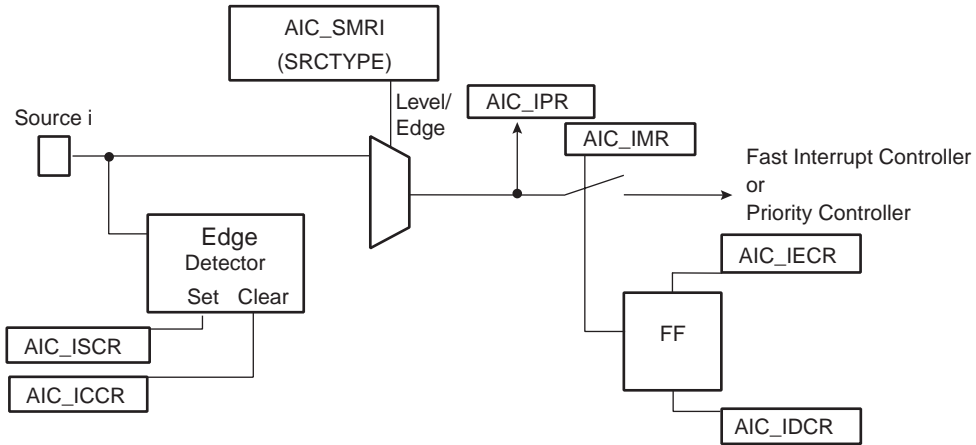 AIC_SMRI
(SRCTYPE)
Source i
Level/
Edge
AIC_IPR
AIC_IMR
Fast Interrupt Controller
or
Priority Controller
Edge
Detector
Set Clear
AIC_IECR
FF
AIC_ISCR
AIC_ICCR
AIC_IDCR